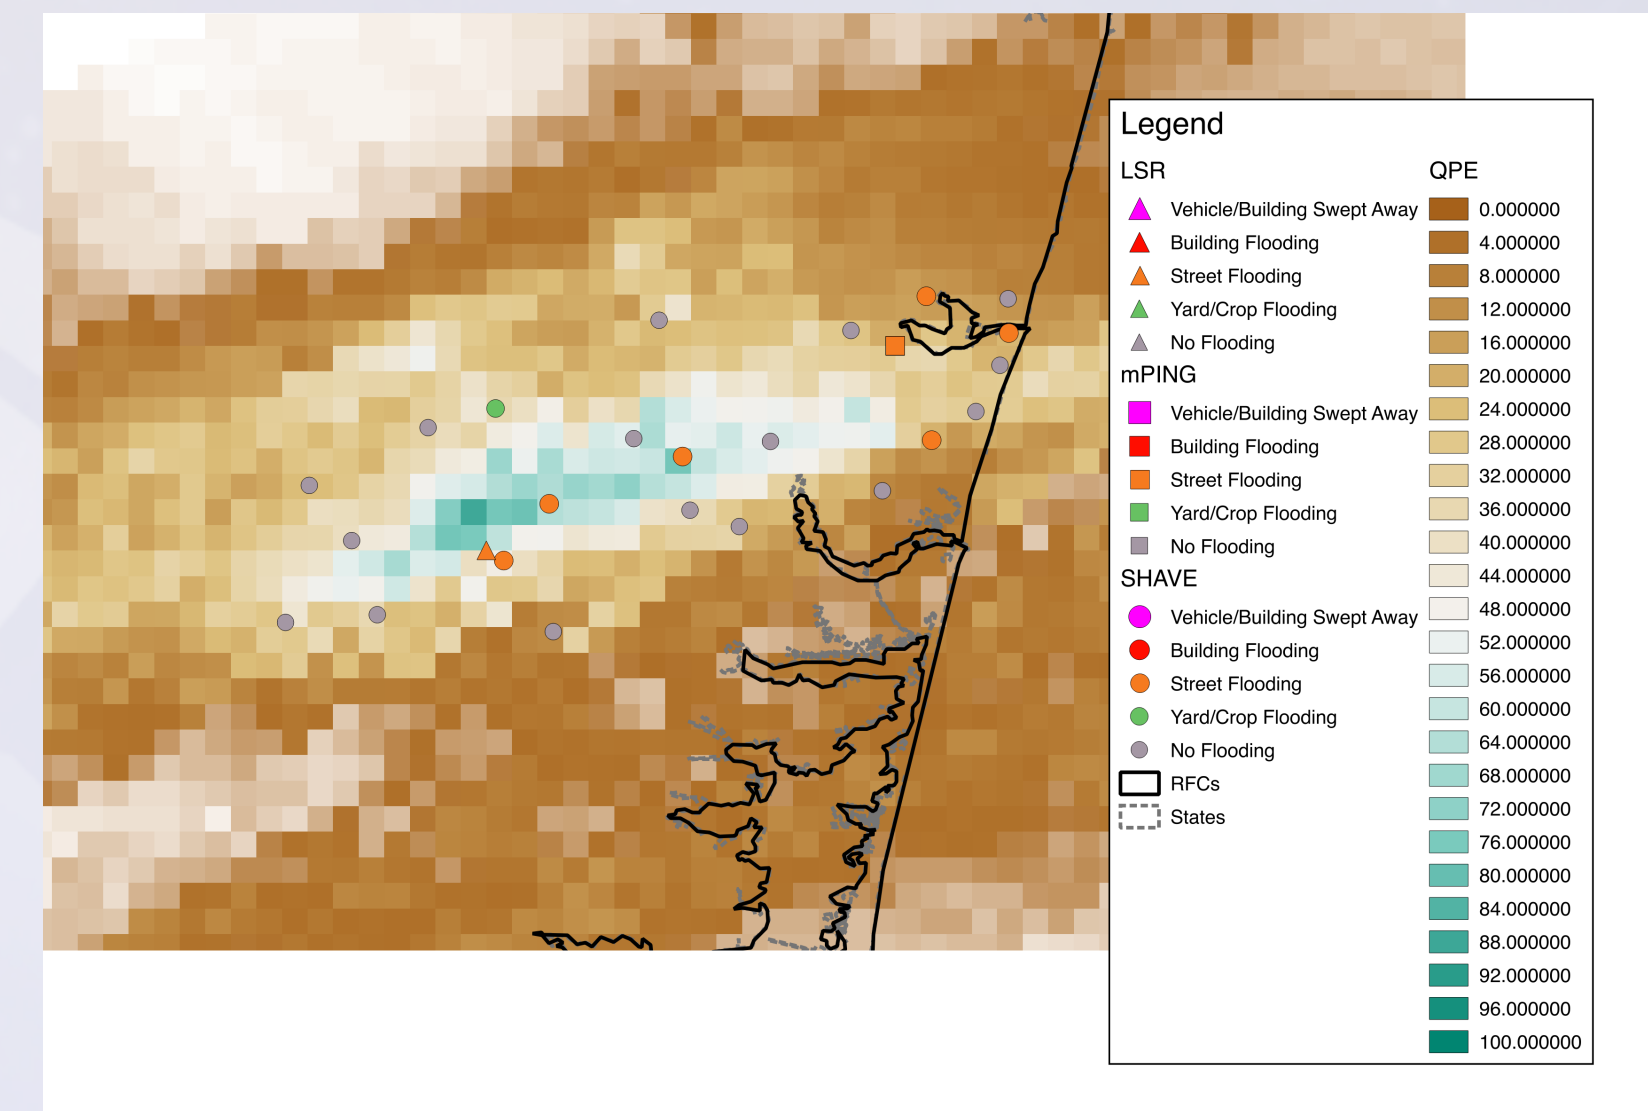 Legend
LSR
Vehicle/Building Swept Away
Building Flooding
Street Flooding
Yard/Crop Flooding
No Flooding
mPING
Vehicle/Building Swept Away
Building Flooding
Street Flooding
Yard/Crop Flooding
No Flooding
SHAVE
Vehicle/Building Swept Away
Building Flooding
Street Flooding
Yard/Crop Flooding
No Flooding
RFCs
States
QPE
0.000000
4.000000
8.000000
12.000000
16.000000
20.000000
24.000000
28.000000
32.000000
36.000000
40.000000
44.000000
48.000000
52.000000
56.000000
60.000000
64.000000
68.000000
72.000000
76.000000
80.000000
84.000000
88.000000
92.000000
96.000000
100.000000